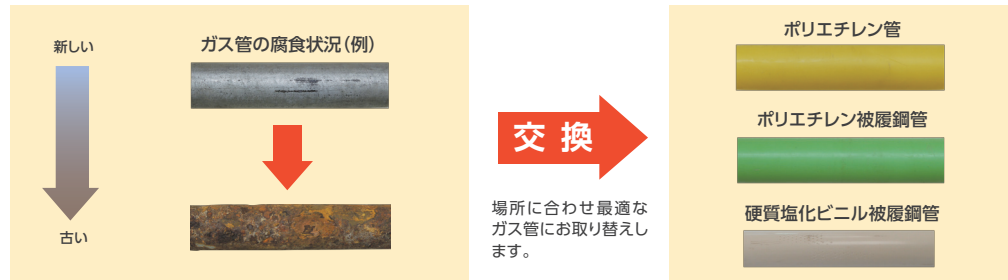 新しい
ガス管の腐食状況(例)
古い
交換
場所に合わせ最適な
ガス管にお取り替えし
ます。
ポリエチレン管
ポリエチレン被履鋼管
硬質塩化ビニル被履鋼管